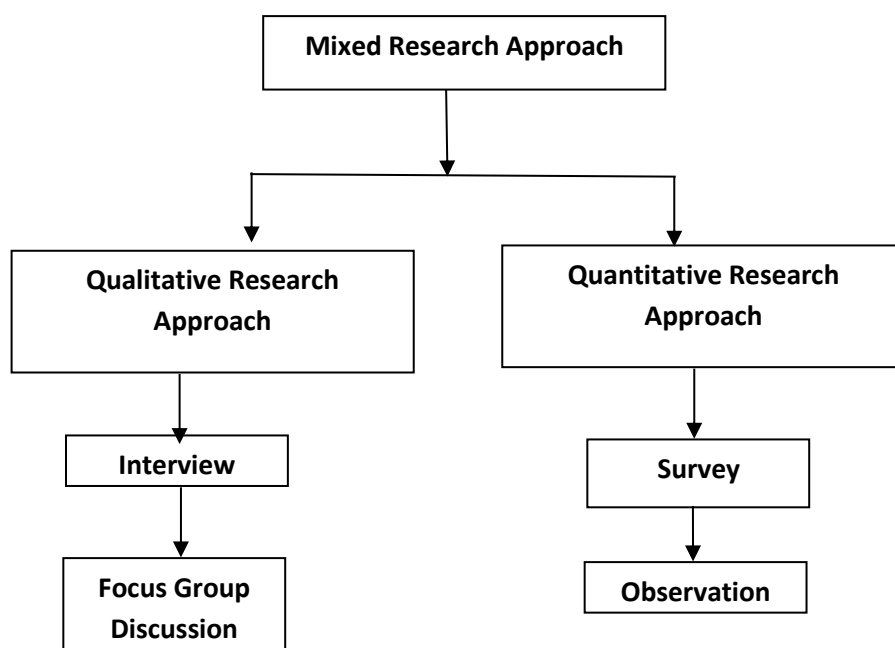 Mixed Research Approach
Qualitative Research
Approach
Quantitative Research
Approach
Interview
Survey
Focus Group
Discussion
Observation